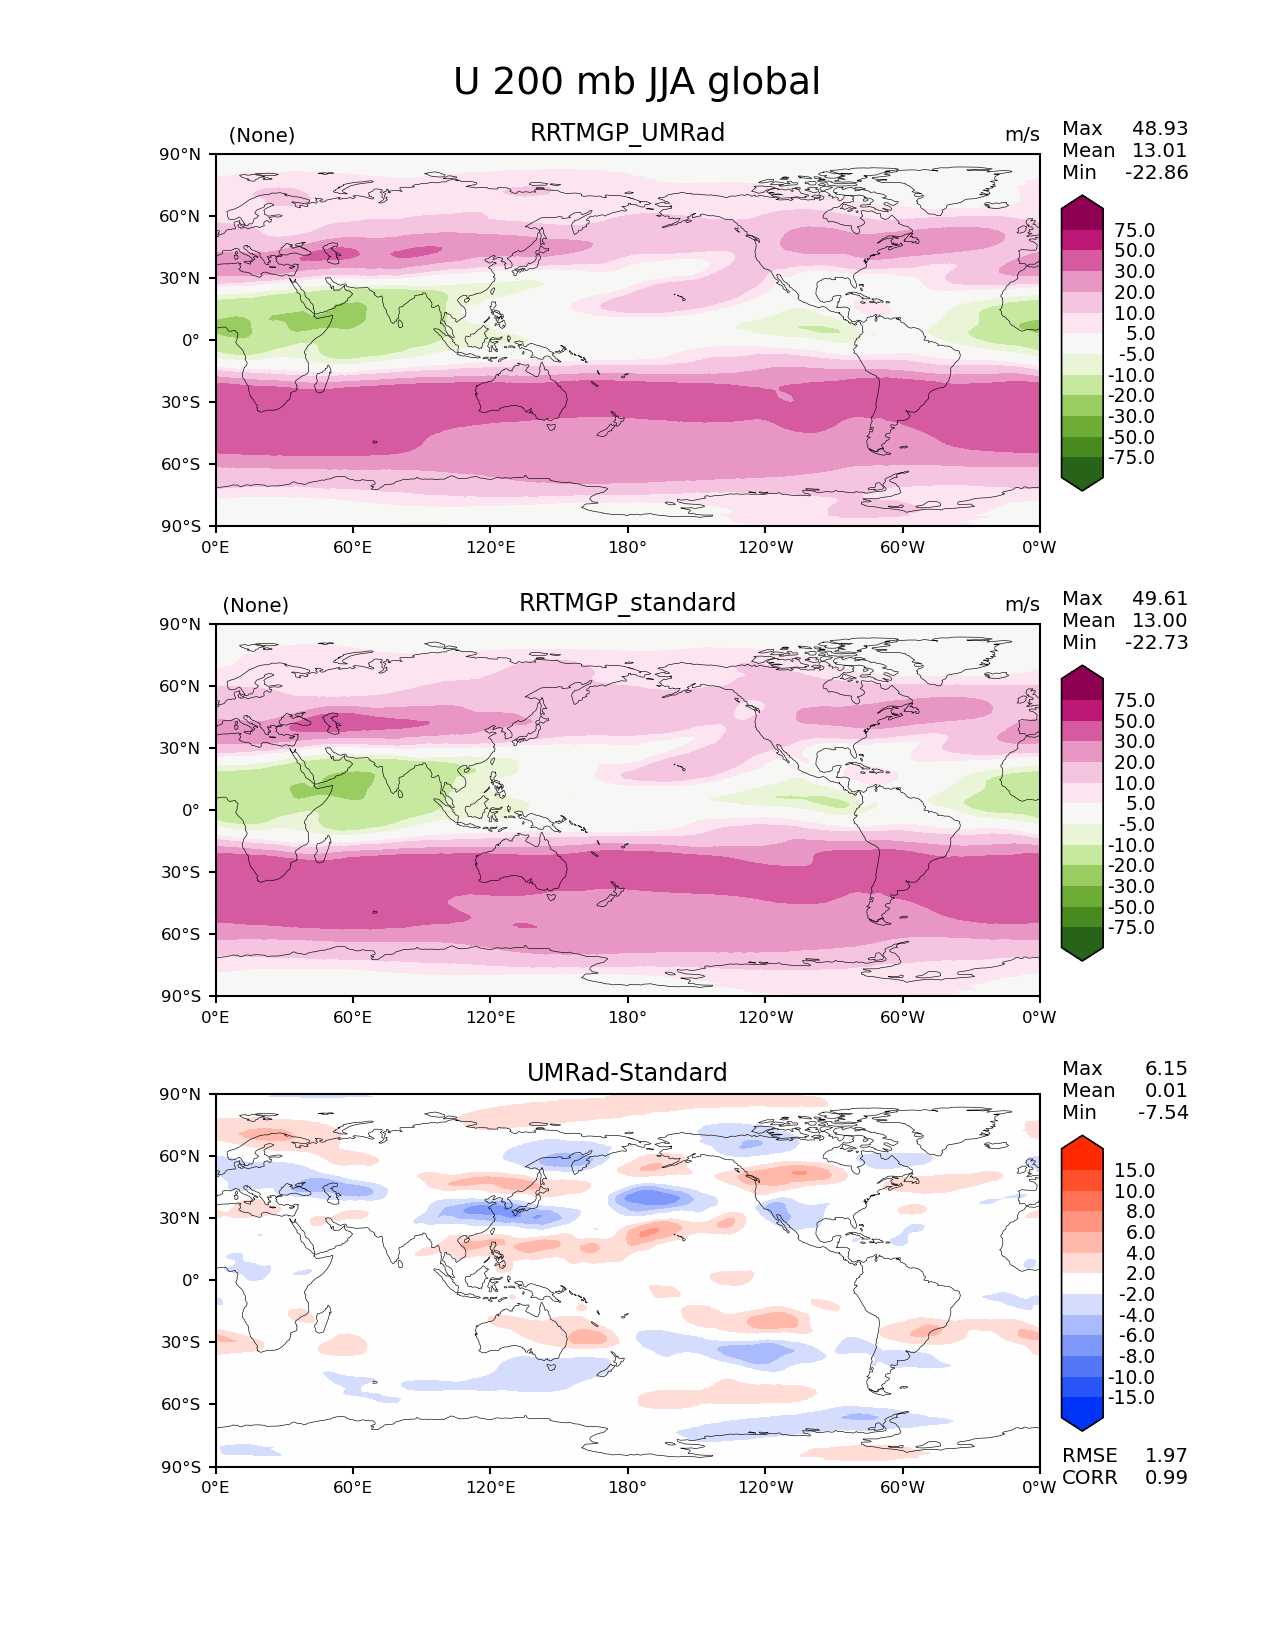 U 200 mb JJA global
(None) RRTMGP_UMRad m/s
Max 48.93
Mean 13.01
Min -22.86
90°N
60°N
30°N
0°
30°S
60°S
90°S
0°E 60°E 120°E 180° 120°W 60°W 0°W
75.0
50.0
30.0
20.0
10.0
5.0
-5.0
-10.0
-20.0
-30.0
-50.0
-75.0
(None) RRTMGP_standard m/s
Max 49.61
Mean 13.00
Min -22.73
90°N
60°N
30°N
0°
30°S
60°S
90°S
0°E 60°E 120°E 180° 120°W 60°W 0°W
75.0
50.0
30.0
20.0
10.0
5.0
-5.0
-10.0
-20.0
-30.0
-50.0
-75.0
UMRad-Standard
Max 6.15
Mean 0.01
Min -7.54
90°N
60°N
30°N
0°
30°S
60°S
90°S
0°E 60°E 120°E 180° 120°W 60°W 0°W
15.0
10.0
8.0
6.0
4.0
2.0
-2.0
-4.0
-6.0
-8.0
-10.0
-15.0
RMSE 1.97
CORR 0.99